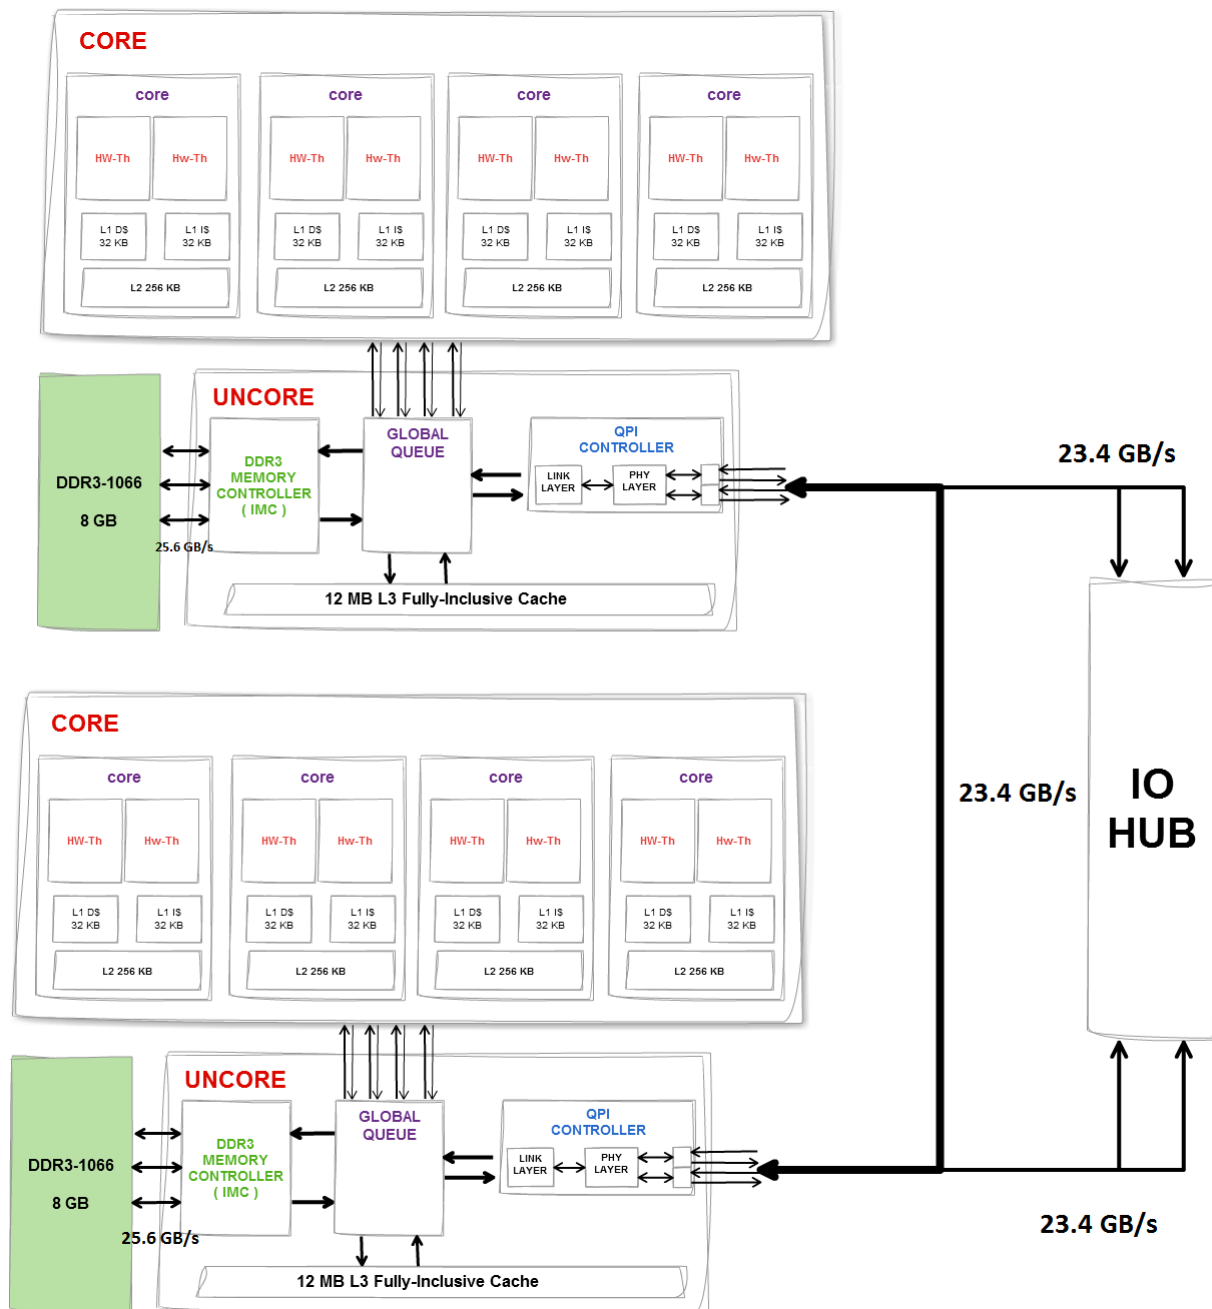 CORE
core
core
core
core
HW-Th
Hw-Th
HW-Th
Hw-Th
HW-Th
Hw-Th
HW-Th
Hw-Th
L1 D$
32 KB
L1 I$
32 KB
L1 D$
32 KB
L1 I$
32 KB
L1 D$
32 KB
L1 I$
32 KB
L1 D$
32 KB
L1 I$
32 KB
L2 256 KB
L2 256 KB
L2 256 KB
L2 256 KB
UNCORE
DDR3-1066
8 GB
25.6 GB/s
DDR3
MEMORY
CONTROLLER
( IMC )
GLOBAL
QUEUE
QPI
CONTROLLER
LINK
LAYER
PHY
LAYER
12 MB L3 Fully-Inclusive Cache
23.4 GB/s
23.4 GB/s
IO
HUB
CORE
core
core
core
core
HW-Th
Hw-Th
HW-Th
Hw-Th
HW-Th
Hw-Th
HW-Th
Hw-Th
L1 D$
32 KB
L1 I$
32 KB
L1 D$
32 KB
L1 I$
32 KB
L1 D$
32 KB
L1 I$
32 KB
L1 D$
32 KB
L1 I$
32 KB
L2 256 KB
L2 256 KB
L2 256 KB
L2 256 KB
UNCORE
DDR3-1066
8 GB
25.6 GB/s
DDR3
MEMORY
CONTROLLER
( IMC )
GLOBAL
QUEUE
QPI
CONTROLLER
LINK
LAYER
PHY
LAYER
12 MB L3 Fully-Inclusive Cache
23.4 GB/s